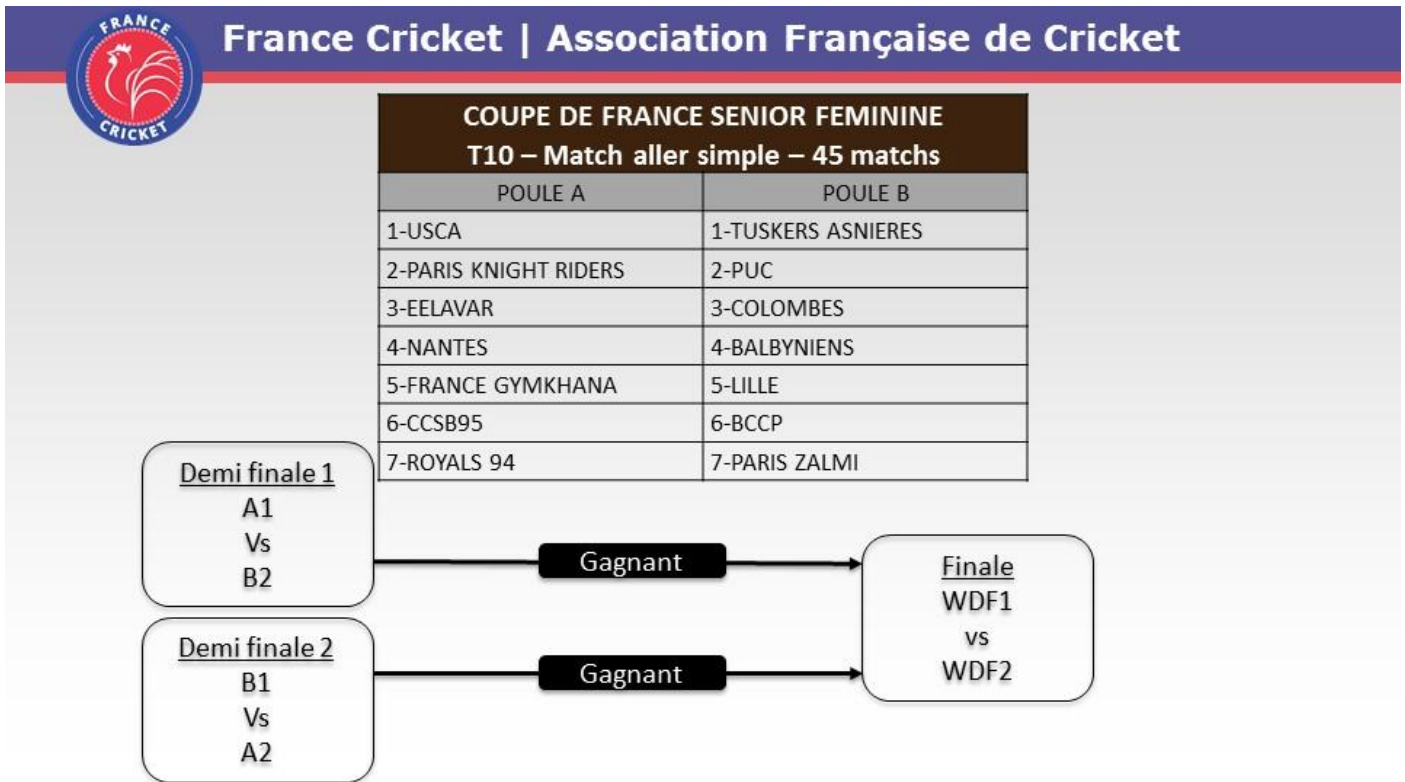 FRANCE
CRICKET
France Cricket | Association Française de Cricket
COUPE DE FRANCE SENIOR FEMININE
T10 – Match aller simple – 45 matchs
POULE A
POULE B
1-USCA
1-TUSKERS ASNIERES
2-PARIS KNIGHT RIDERS
2-PUC
3-EELAVAR
3-COLOMBES
4-NANTES
4-BALBYNIENS
5-FRANCE GYMKHANA
5-LILLE
6-CCSB95
6-BCCP
7-ROYALS 94
7-PARIS ZALMI
Demi finale 1
A1
Vs
B2
Gagnant
Demi finale 2
B1
Vs
A2
Gagnant
Finale
WDF1
vs
WDF2